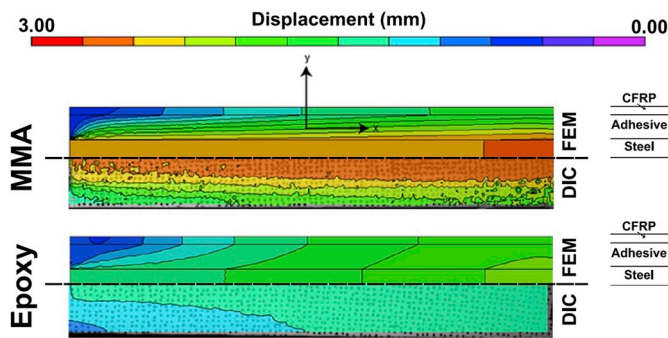 Displacement (mm)
3.00
0.00
y
x
MMA
FEM
DIC
CFRP
Adhesive
Steel
Epoxy
FEM
DIC
CFRP
Adhesive
Steel